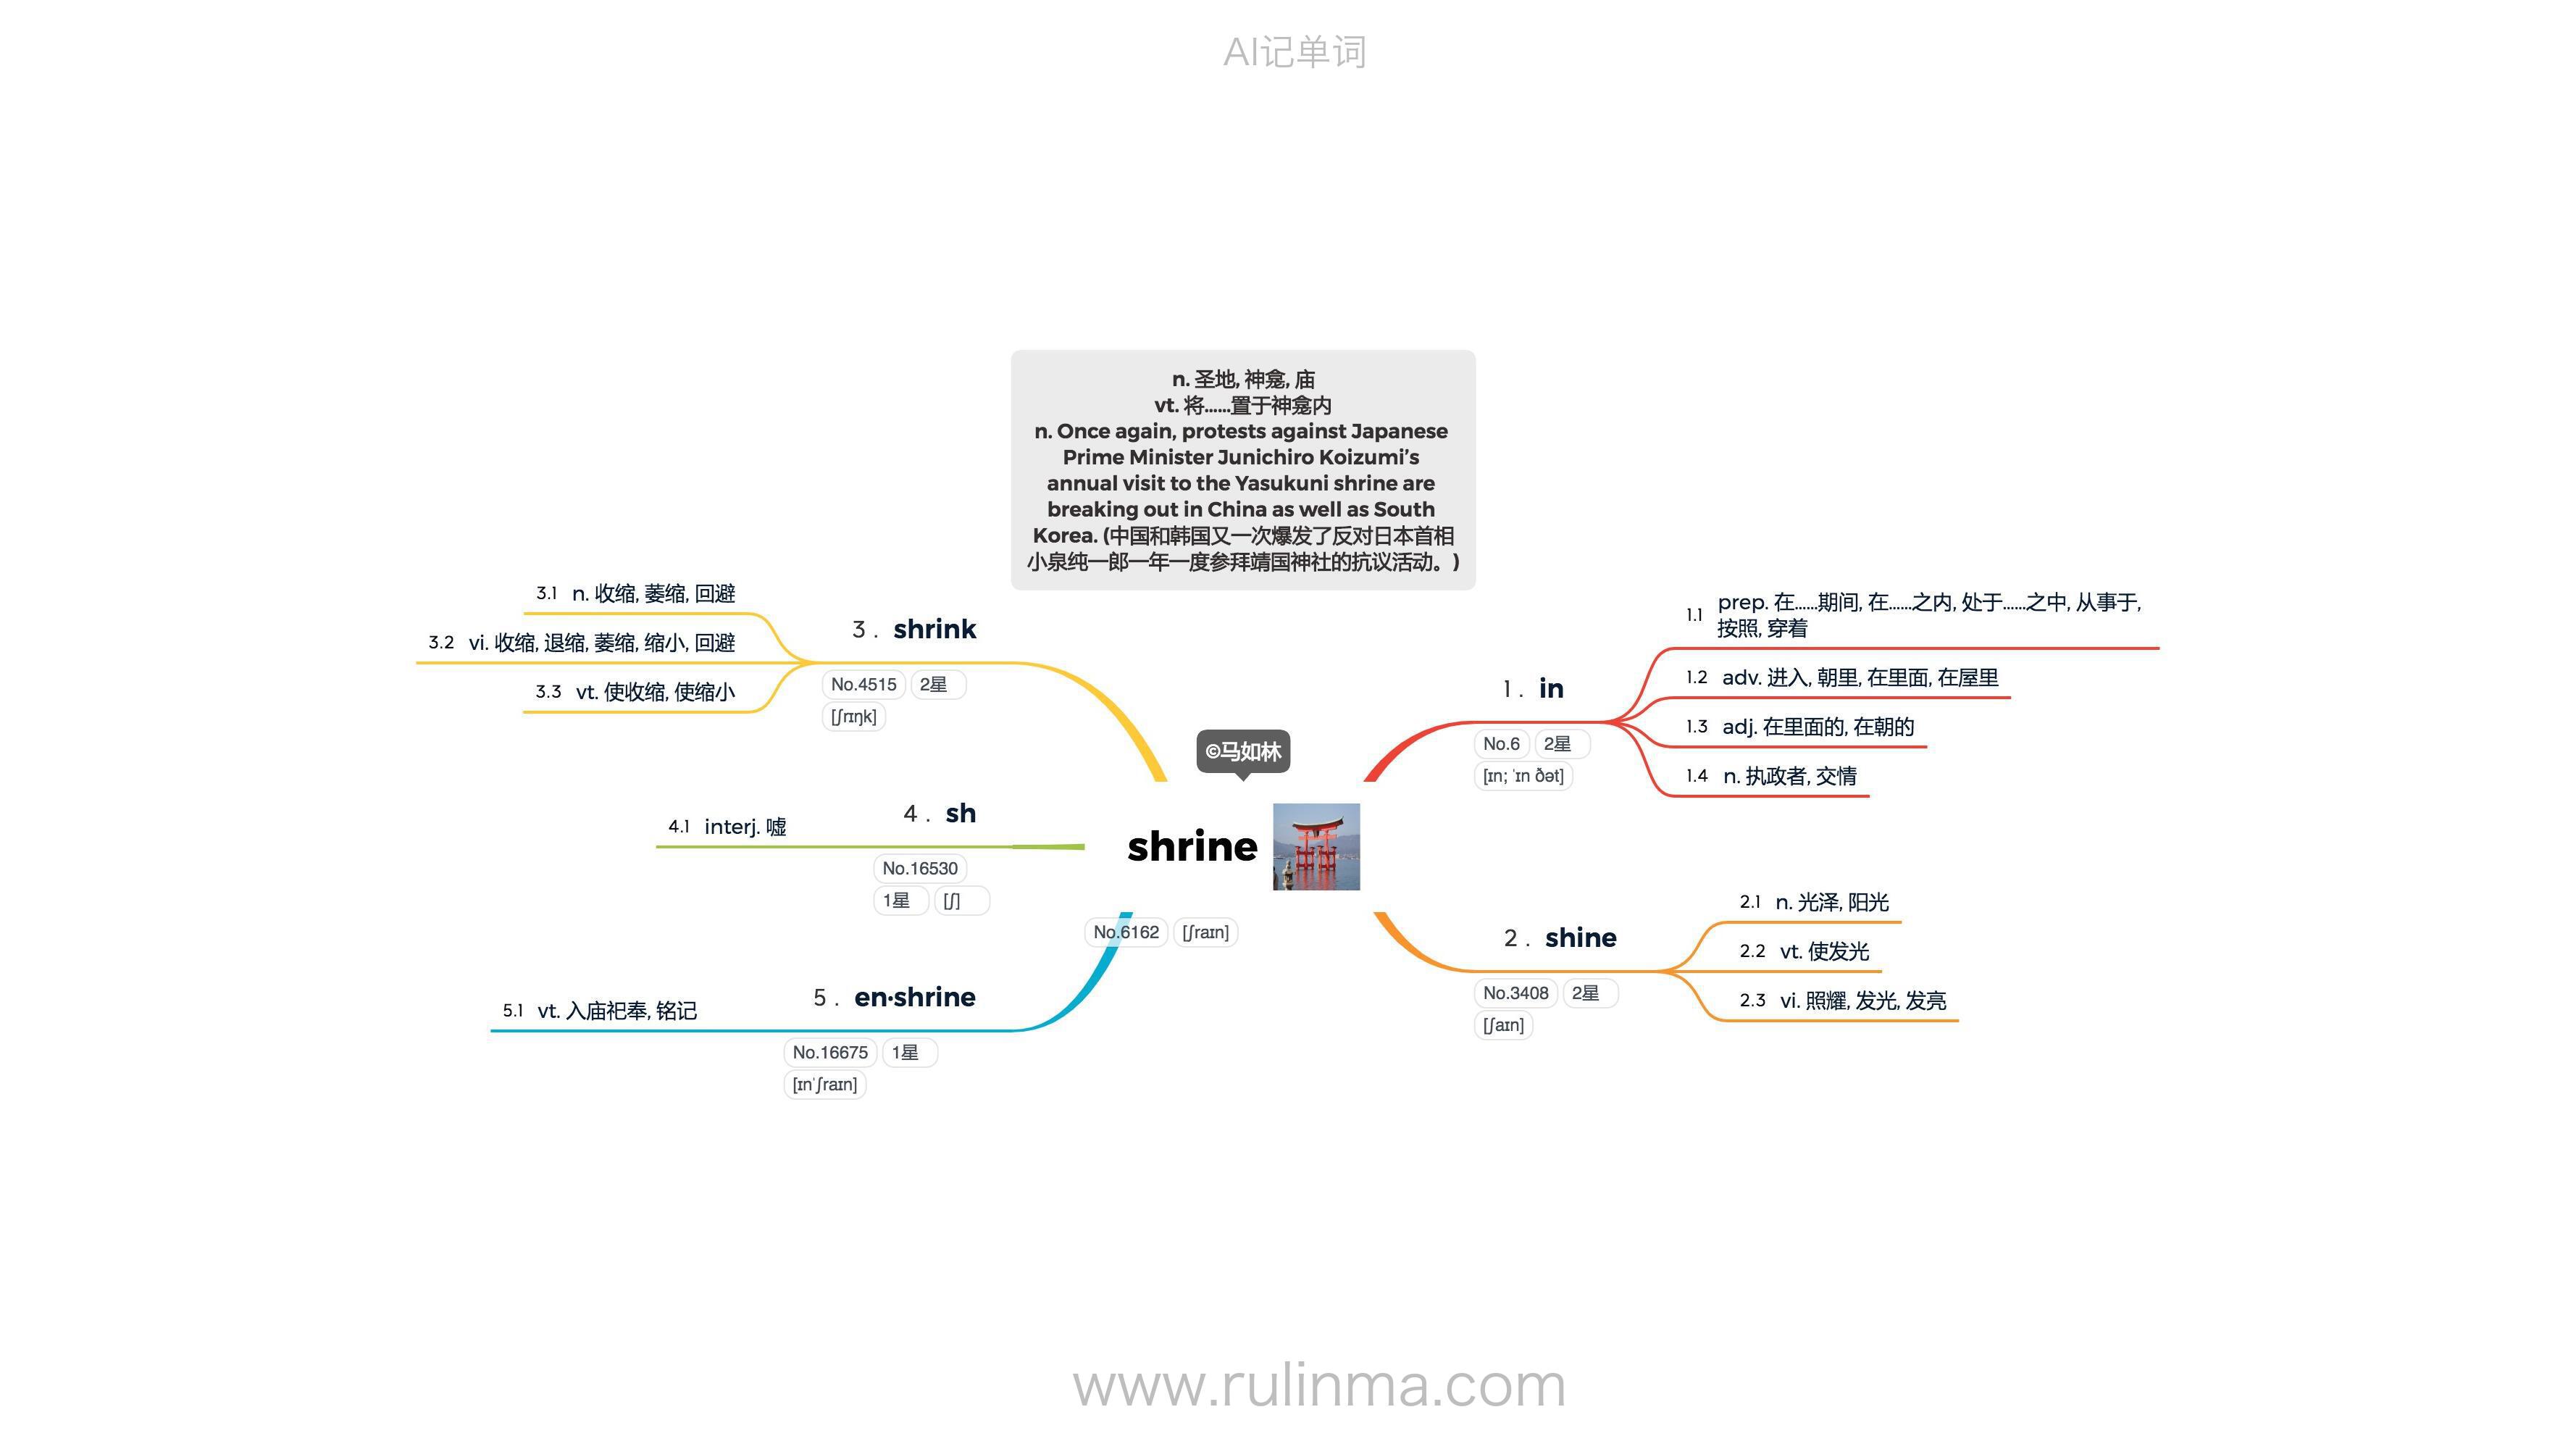 AI记单词
n. 圣地, 神龛, 庙
vt. 将......置于神龛内
n. Once again, protests against Japanese
Prime Minister Junichiro Koizumi’s
annual visit to the Yasukuni shrine are
breaking out in China as well as South
Korea. (中国和韩国又一次爆发了反对日本首相
小泉纯一郎一年一度参拜靖国神社的抗议活动。)
©马如林
shrine
No.6162 [ʃraɪn]
1 . in
No.6 2星
[ɪn; ˈɪn ðət]
1.1 prep. 在......期间, 在......之内, 处于......之中, 从事于,
按照, 穿着
1.2 adv. 进入, 朝里, 在里面, 在屋里
1.3 adj. 在里面的, 在朝的
1.4 n. 执政者, 交情
2 . shine
No.3408 2星
[ʃaɪn]
2.1 n. 光泽, 阳光
2.2 vt. 使发光
2.3 vi. 照耀, 发光, 发亮
3 . shrink
No.4515 2星
[ʃrɪŋk]
3.1 n. 收缩, 萎缩, 回避
3.2 vi. 收缩, 退缩, 萎缩, 缩小, 回避
3.3 vt. 使收缩, 使缩小
4 . sh
No.16530
1星 [ʃ]
4.1 interj. 嘘
5 . en·shrine
No.16675 1星
[ɪnˈʃraɪn]
5.1 vt. 入庙祀奉, 铭记
www.rulinma.com